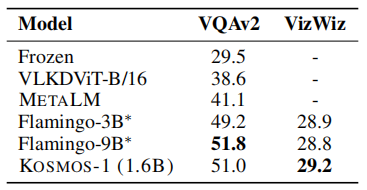 Model VQAv2 VizWiz
Frozen 29.5 -
VLKDViT-B/16 38.6 -
METALM 41.1 -
Flamingo-3B* 49.2 28.9
Flamingo-9B* 51.8 28.8
KOSMOS-1 (1.6B) 51.0 29.2